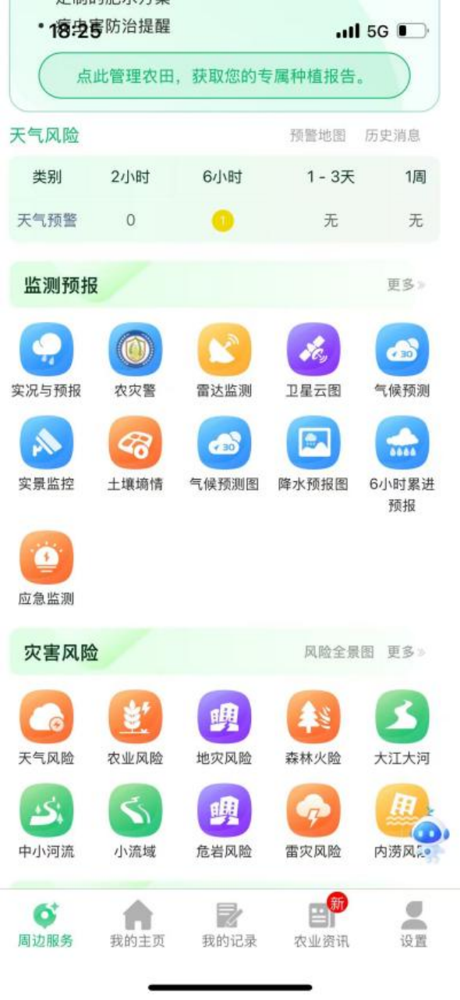 定制的肥水方案
• 病虫害防治提醒
18:25
5G
点此管理农田，获取您的专属种植报告。
天气风险 预警地图 历史消息
类别 2小时 6小时 1-3天 1周
天气预警 0 1 无 无
监测预报 更多»
30
实况与预报 农灾警 雷达监测 卫星云图 气候预测
30
实景监控 土壤墒情 气候预测图 降水预报图 6小时累进
预报
应急监测
灾害风险 风险全景图 更多»
天气风险 农业风险 地灾风险 森林火险 大江大河
中小河流 小流域 危岩风险 雷灾风险 内涝风
新
周边服务 我的主页 我的记录 农业资讯 设置